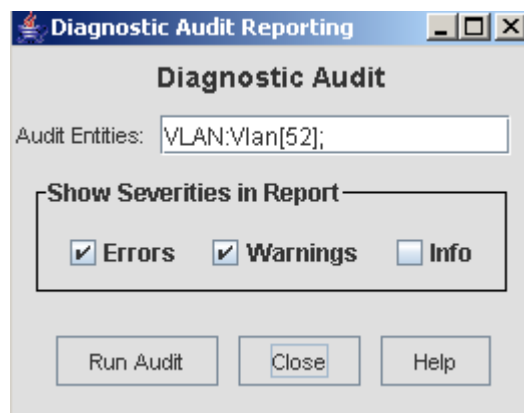 Diagnostic Audit Reporting
Diagnostic Audit
Audit Entities: VLAN:Vlan[52];
Show Severities in Report
Errors Warnings Info
Run Audit Close Help